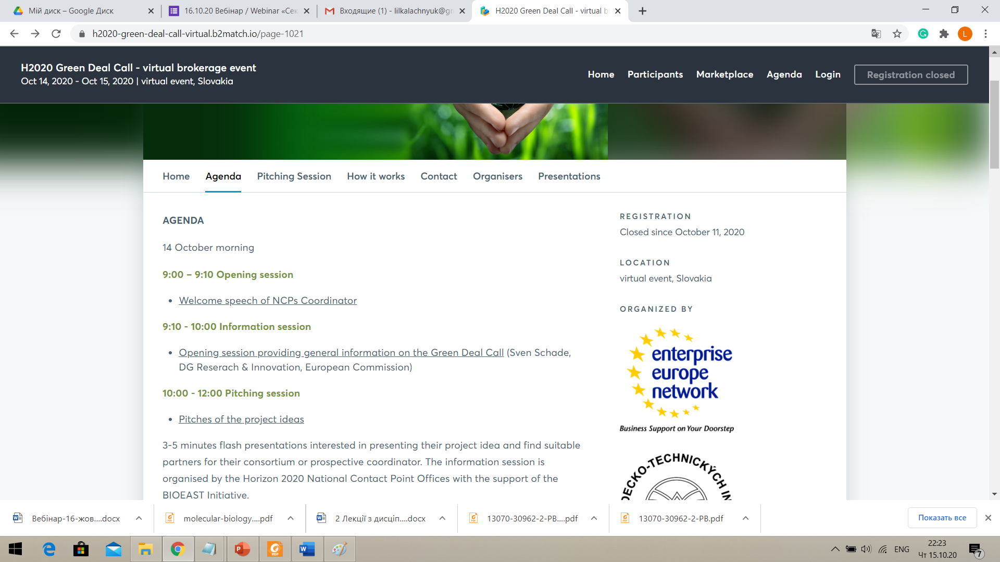 Мій диск – Google Диск
16.10.20 Вебінар / Webinar «Сек
Входящие (1) - lilkalachnyuk@gm
H2020 Green Deal Call - virtual b
h2020-green-deal-call-virtual.b2match.io/page-1021
L
H2020 Green Deal Call - virtual brokerage event
Oct 14, 2020 - Oct 15, 2020 | virtual event, Slovakia
Home Participants Marketplace Agenda Login Registration closed
Home Agenda Pitching Session How it works Contact Organisers Presentations
AGENDA
14 October morning
9:00 – 9:10 Opening session
• Welcome speech of NCPs Coordinator
9:10 - 10:00 Information session
• Opening session providing general information on the Green Deal Call (Sven Schade,
DG Reserach & Innovation, European Commission)
10:00 - 12:00 Pitching session
• Pitches of the project ideas
3-5 minutes flash presentations interested in presenting their project idea and find suitable
partners for their consortium or prospective coordinator. The information session is
organised by the Horizon 2020 National Contact Point Offices with the support of the
BIOEAST Initiative.
REGISTRATION
Closed since October 11, 2020
LOCATION
virtual event, Slovakia
ORGANIZED BY
enterprise
europe
network
Business Support on Your Doorstep
DECKO-TECHNICKÝCH IN
Вебінар-16-жов....docx
molecular-biology....pdf
2 Лекції з дисціп....docx
13070-30962-2-PB....pdf
13070-30962-2-PB.pdf
Показать все
ENG
22:23
Чт 15.10.20
7